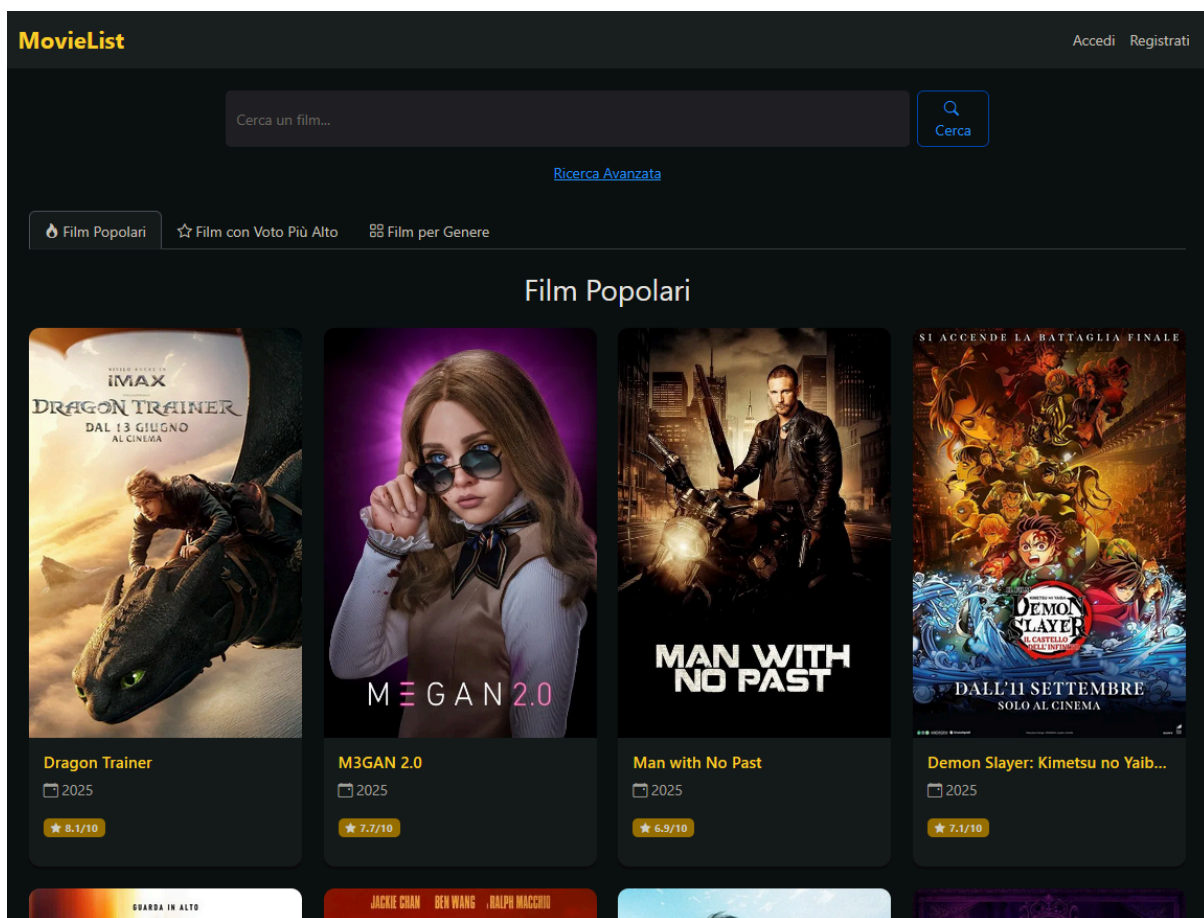 MovieList
Accedi Registrati
Cerca un film...
Cerca
Ricerca Avanzata
Film Popolari Film con Voto Più Alto Film per Genere
Film Popolari
IMAX
DRAGON TRAINER
DAL 13 GIUGNO
AL CINEMA
M3GAN 2.0
MAN WITH
NO PAST
SI ACCENDE LA BATTAGLIA FINALE
KIMETSU NO YAIBA
DEMON
SLAYER
IL CASTELLO
DELL'INFINITO
DALL'11 SETTEMBRE
SOLO AL CINEMA
Dragon Trainer
2025
8.1/10
M3GAN 2.0
2025
7.7/10
Man with No Past
2025
6.9/10
Demon Slayer: Kimetsu no Yaib...
2025
7.1/10
GUARDA IN ALTO
JACKIE CHAN BEN WANG RALPH MACCHIO